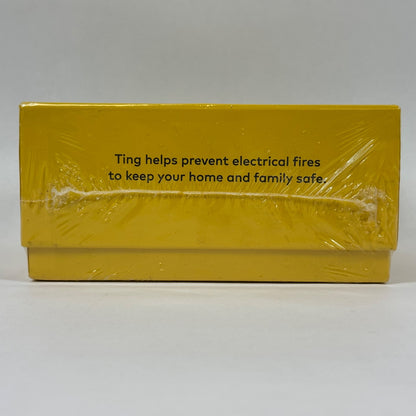 Ting helps prevent electrical fires
to keep your home and family safe.